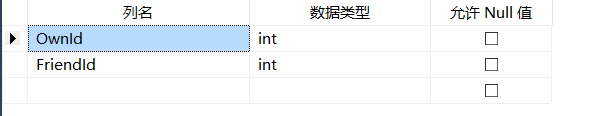 列名 数据类型 允许 Null 值
OwnId int
FriendId int